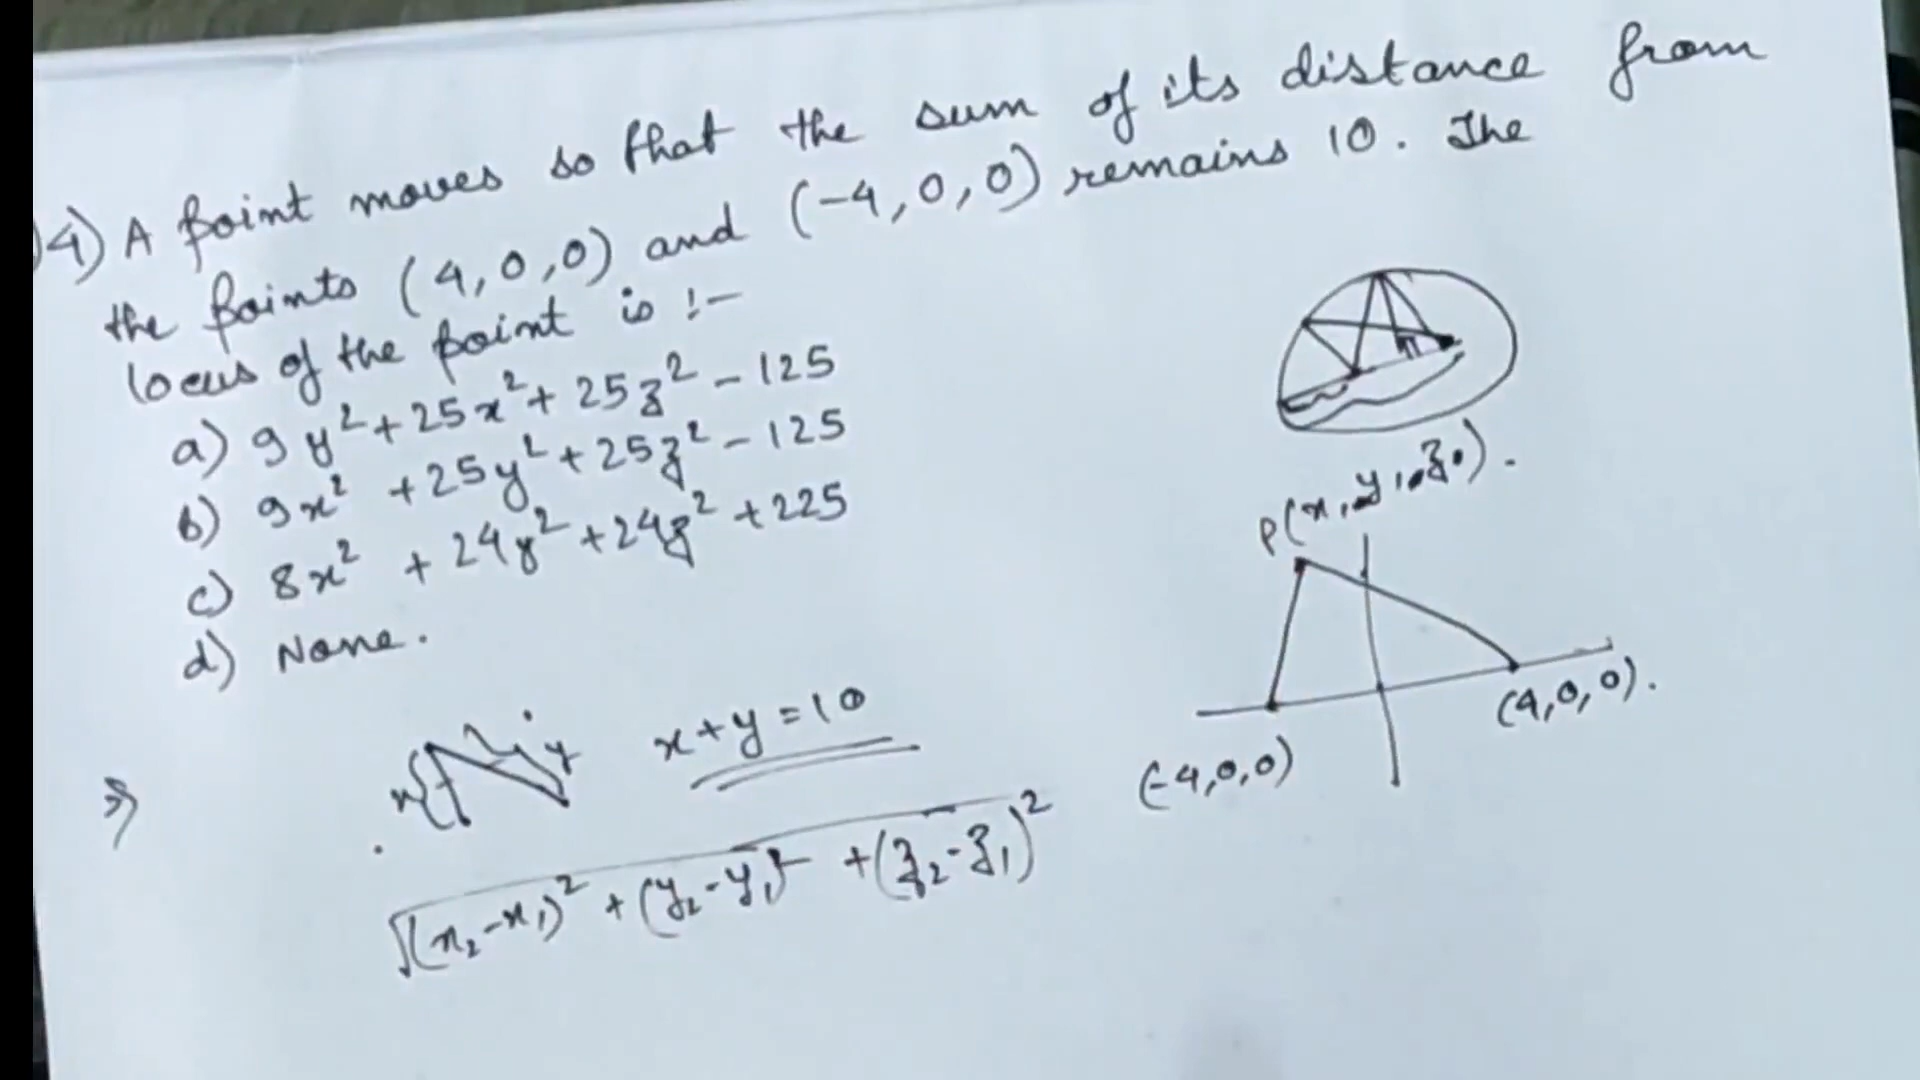 4) A point moves so that the sum of its distance from
the points (4,0,0) and (-4,0,0) remains 10. The
locus of the point is :-
a) 9y²+25x²+25z²-125
b) 9x²+25y²+25z²-125
c) 8x²+24y²+24z²+225
d) None.
P(x,y,z).
(-4,0,0)
(4,0,0).
x
y
x+y=10
⇒
√(x₂-x₁)²+(y₂-y₁)²+(z₂-z₁)²